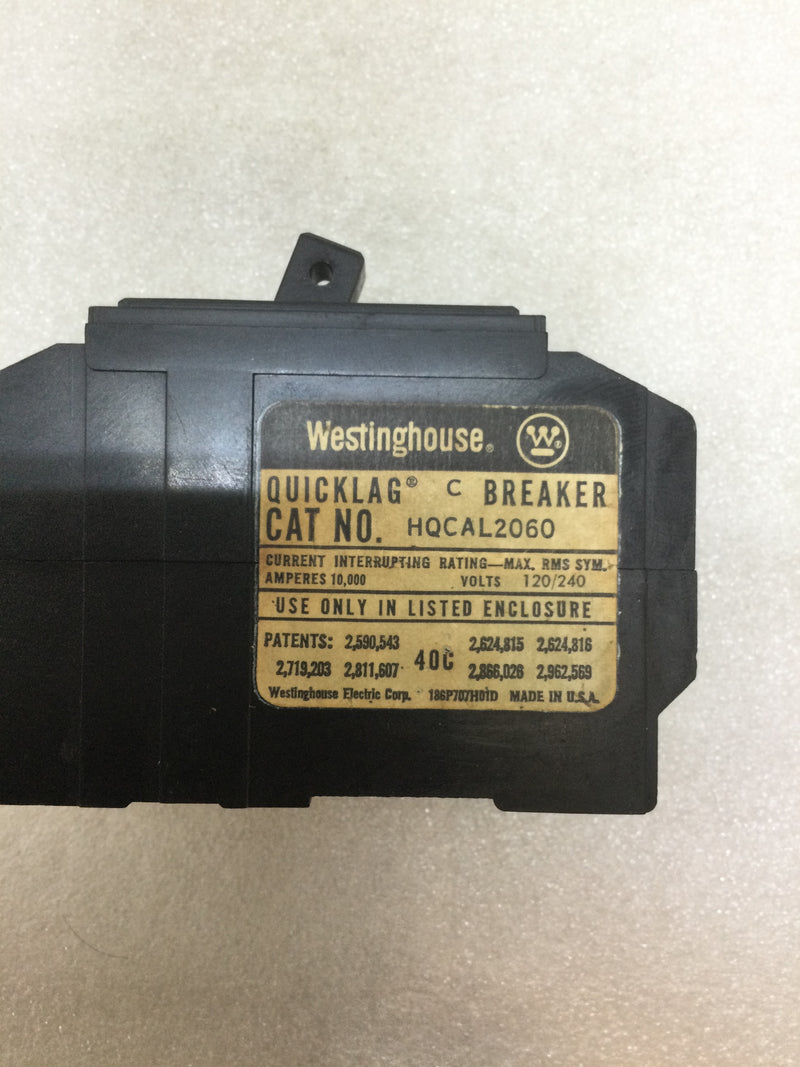 Westinghouse® W®
QUICKLAG® C BREAKER
CAT NO. HQCAL2060
CURRENT INTERRUPTING RATING—MAX. RMS SYM.
AMPERES 10,000 VOLTS 120/240
USE ONLY IN LISTED ENCLOSURE
PATENTS: 2,590,543 2,624,815 2,624,816
2,719,203 2,811,607 40C 2,866,026 2,962,569
Westinghouse Electric Corp. 186P707H01D MADE IN U.S.A.